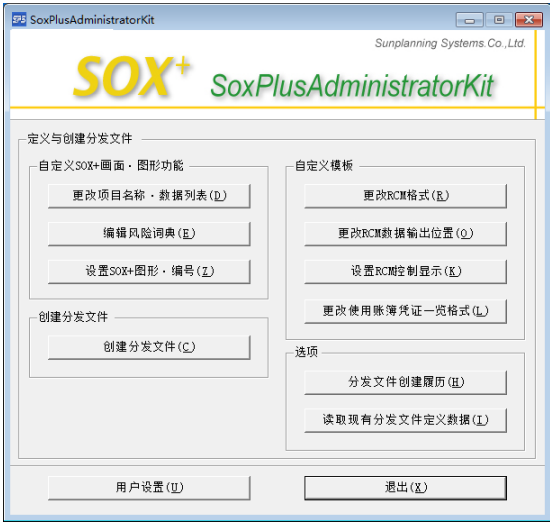 SoxPlusAdministratorKit
Sunplanning Systems.Co.,Ltd.
SOX+ SoxPlusAdministratorKit
定义与创建分发文件
自定义SOX+画面·图形功能
更改项目名称·数据列表(D)
编辑风险词典(E)
设置SOX+图形·编号(Z)
创建分发文件
创建分发文件(C)
自定义模板
更改RCM格式(R)
更改RCM数据输出位置(O)
设置RCM控制显示(K)
更改使用账簿凭证一览格式(L)
选项
分发文件创建履历(H)
读取现有分发文件定义数据(I)
用户设置(U)
退出(X)